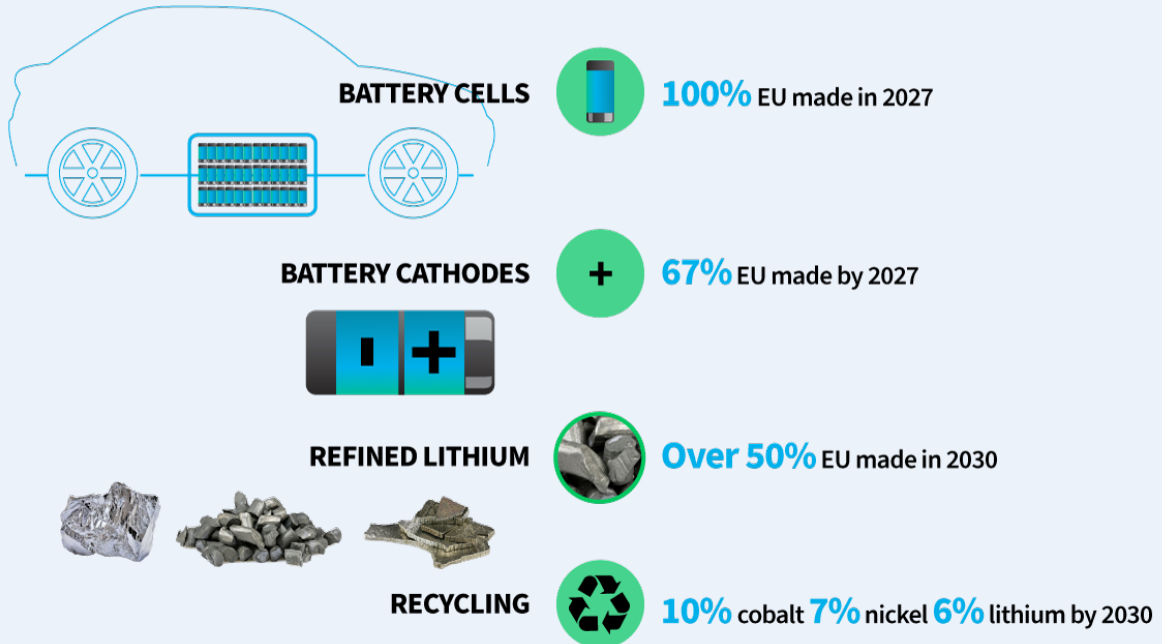 BATTERY CELLS 100% EU made in 2027
BATTERY CATHODES + 67% EU made by 2027
- +
REFINED LITHIUM Over 50% EU made in 2030
RECYCLING 10% cobalt 7% nickel 6% lithium by 2030